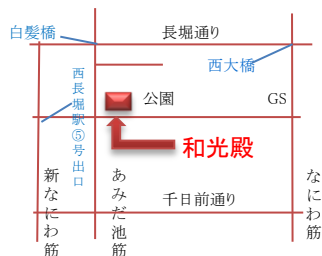 白髪橋
長堀通り
西大橋
西長堀駅⑤号出口
公園
GS
和光殿
新なにわ筋
あみだ池筋
千日前通り
なにわ筋